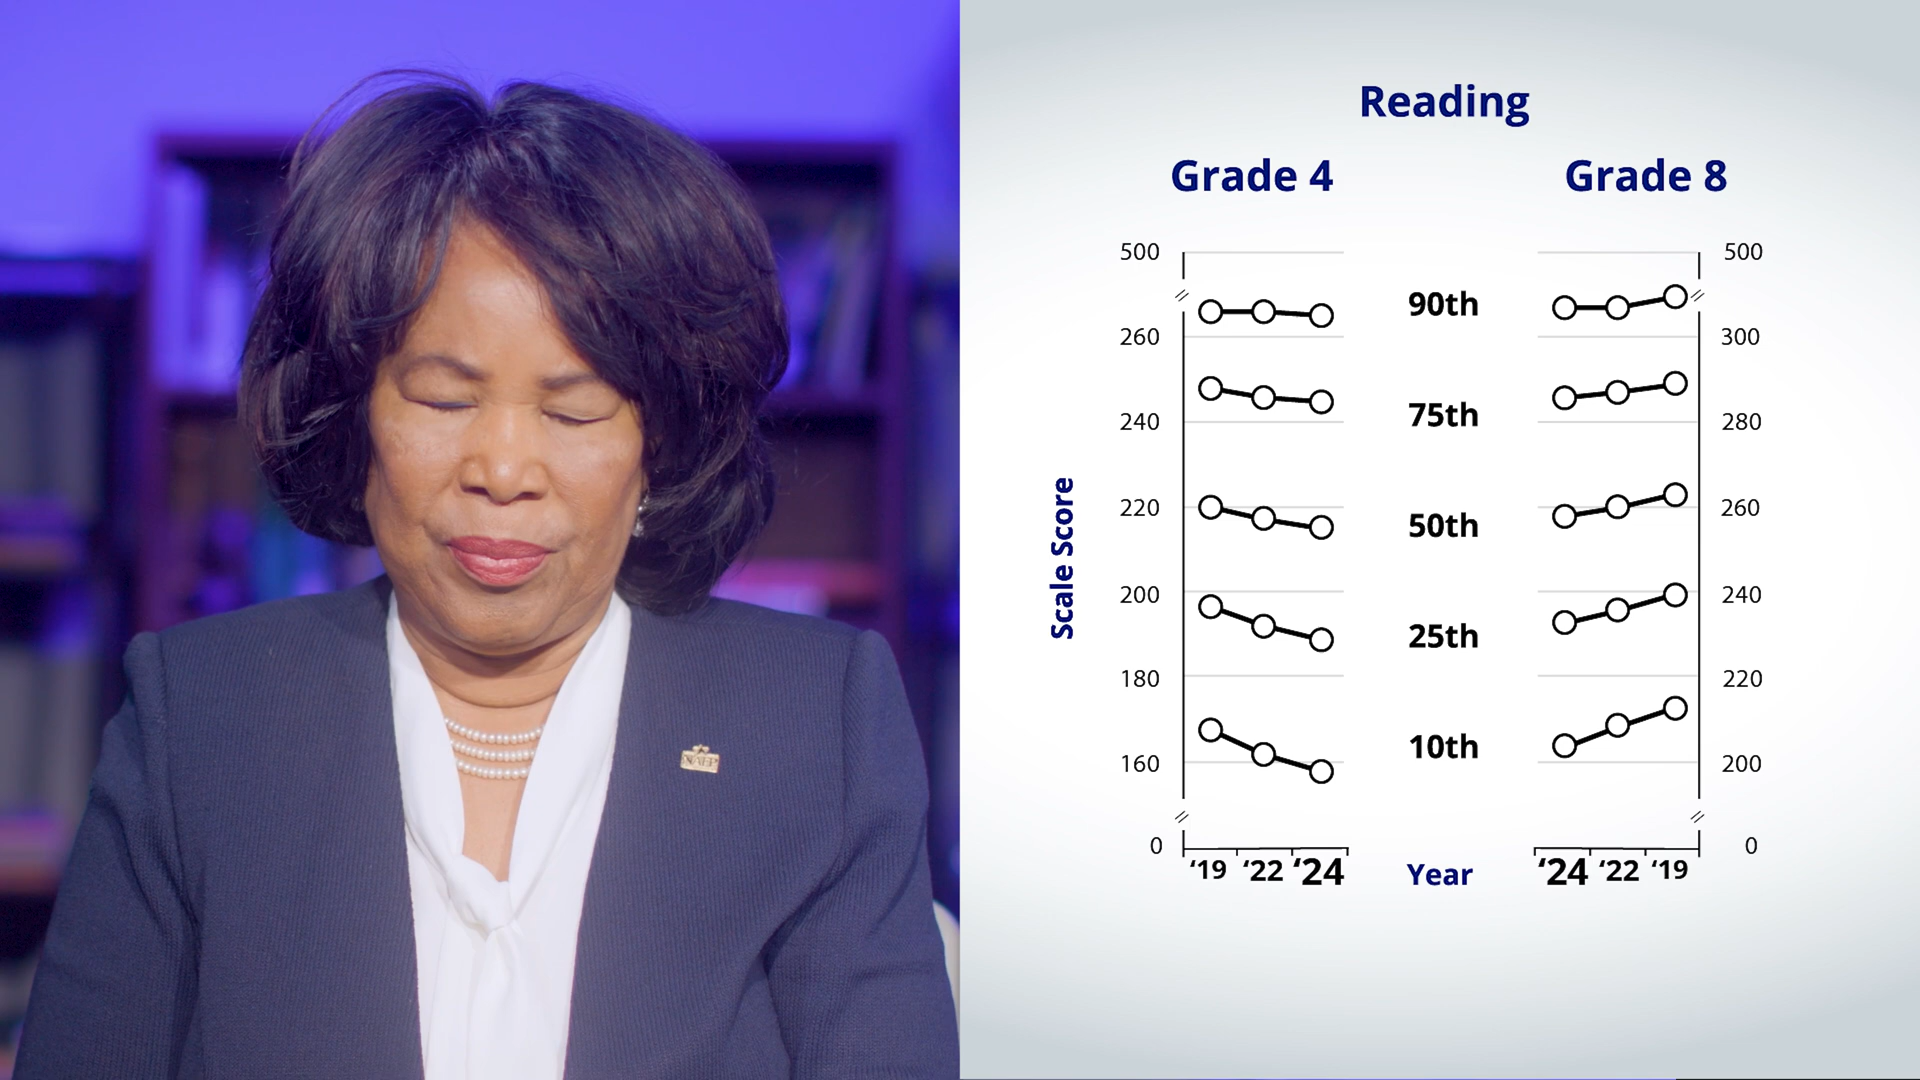 Reading
Grade 4 Grade 8
500 500
90th
260 300
75th
240 280
220 260
50th
Scale Score
200 240
25th
180 220
10th
160 200
0 0
‘19 ‘22 ‘24 Year ‘24 ‘22 ‘19
NAEP